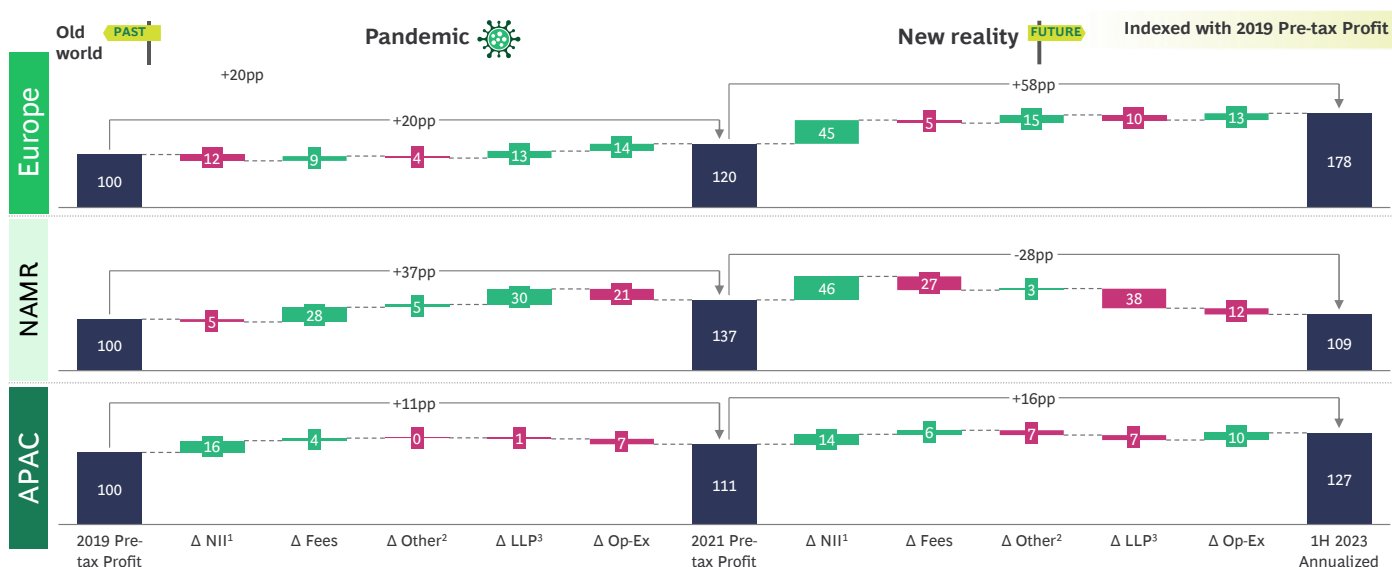 Old
world
PAST
Pandemic
New reality
FUTURE
Indexed with 2019 Pre-tax Profit
Europe
+20pp
+20pp
+58pp
100
12
9
4
13
14
120
45
5
15
10
13
178
NAMR
+37pp
-28pp
100
5
28
5
30
21
137
46
27
3
38
12
109
APAC
+11pp
+16pp
100
16
4
0
1
7
111
14
6
7
7
10
127
2019 Pre-
tax Profit
Δ NII¹
Δ Fees
Δ Other²
Δ LLP³
Δ Op-Ex
2021 Pre-
tax Profit
Δ NII¹
Δ Fees
Δ Other²
Δ LLP³
Δ Op-Ex
1H 2023
Annualized